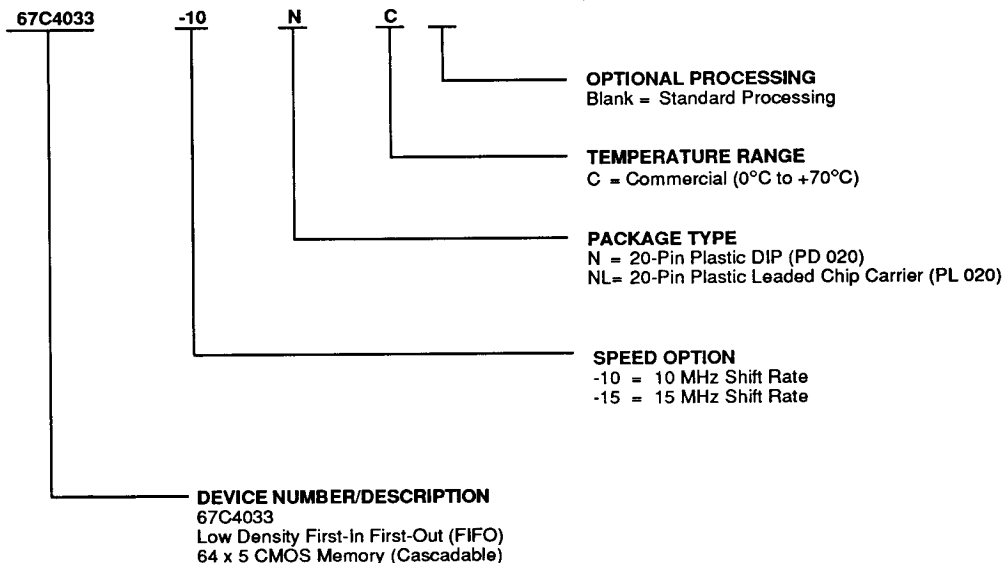 67C4033 -10 N C
OPTIONAL PROCESSING
Blank = Standard Processing
TEMPERATURE RANGE
C = Commercial (0°C to +70°C)
PACKAGE TYPE
N = 20-Pin Plastic DIP (PD 020)
NL= 20-Pin Plastic Leaded Chip Carrier (PL 020)
SPEED OPTION
-10 = 10 MHz Shift Rate
-15 = 15 MHz Shift Rate
DEVICE NUMBER/DESCRIPTION
67C4033
Low Density First-In First-Out (FIFO)
64 x 5 CMOS Memory (Cascadable)